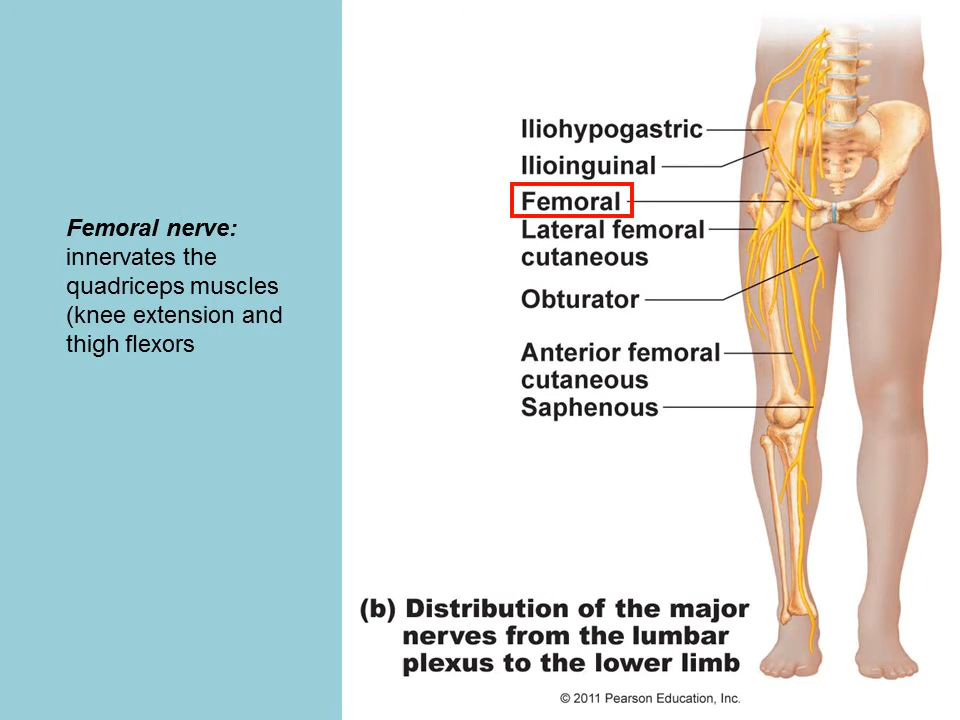 Femoral nerve:
innervates the
quadriceps muscles
(knee extension and
thigh flexors
Iliohypogastric
Ilioinguinal
Femoral
Lateral femoral
cutaneous
Obturator
Anterior femoral
cutaneous
Saphenous
(b) Distribution of the major
nerves from the lumbar
plexus to the lower limb
© 2011 Pearson Education, Inc.